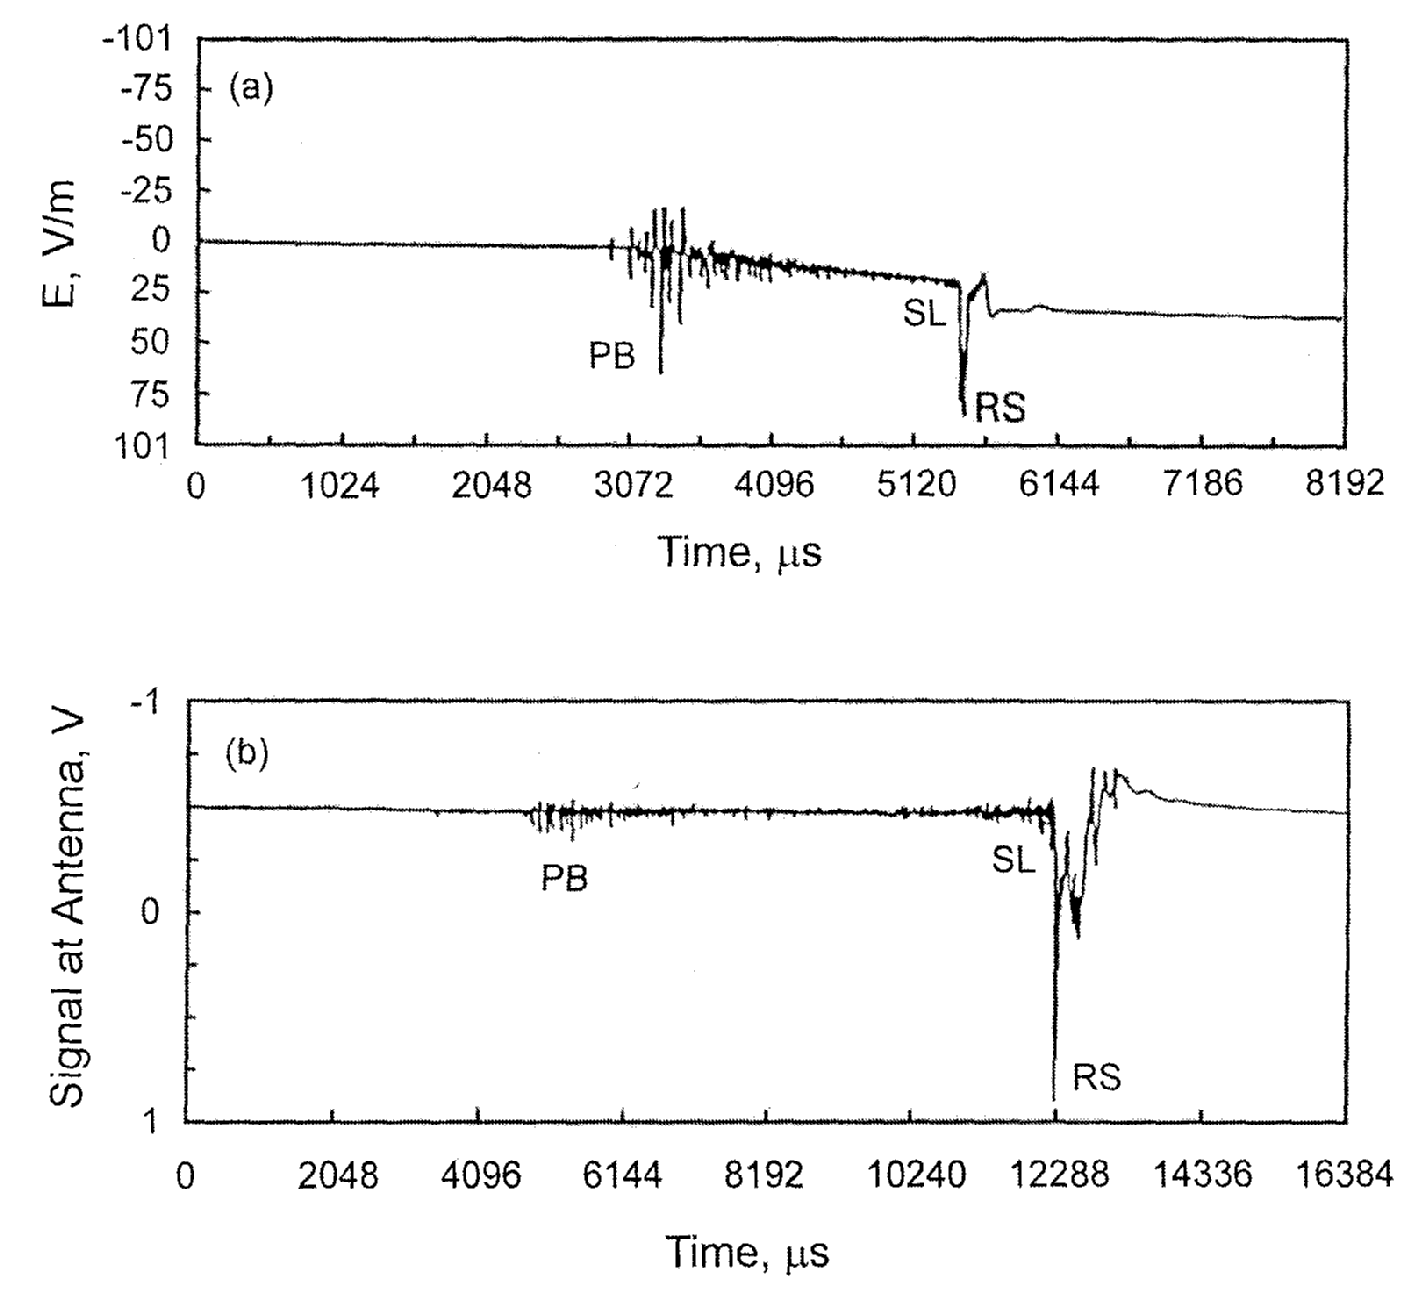 -101
-75
(a)
-50
-25
0
25
SL
50
PB
75
RS
101
E, V/m
0 1024 2048 3072 4096 5120 6144 7186 8192
Time, μs
-1
(b)
PB
SL
0
RS
1
Signal at Antenna, V
0 2048 4096 6144 8192 10240 12288 14336 16384
Time, μs